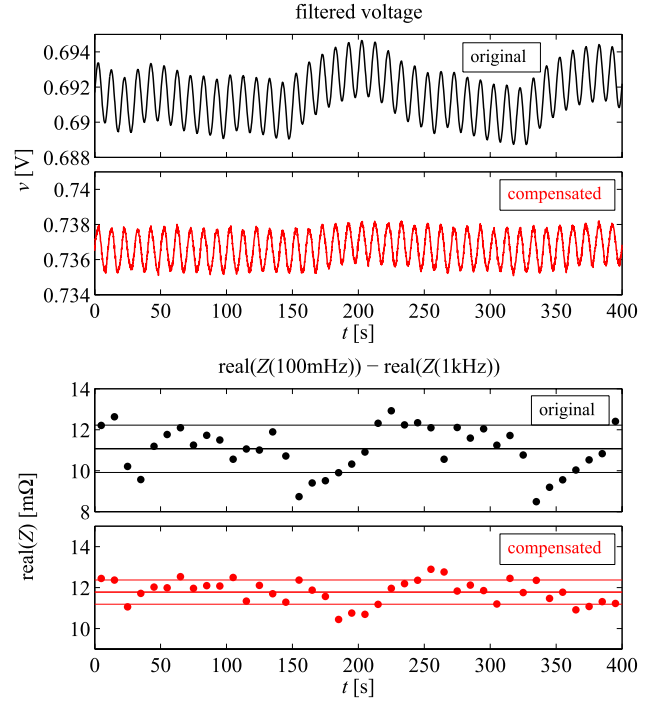 filtered voltage
0.694
0.692
0.69
0.688
original
v [V]
0.74
0.738
0.736
0.734
compensated
0 50 100 150 200 250 300 350 400
t [s]
real(Z(100mHz)) − real(Z(1kHz))
14
12
10
8
original
real(Z) [mΩ]
14
12
10
compensated
0 50 100 150 200 250 300 350 400
t [s]